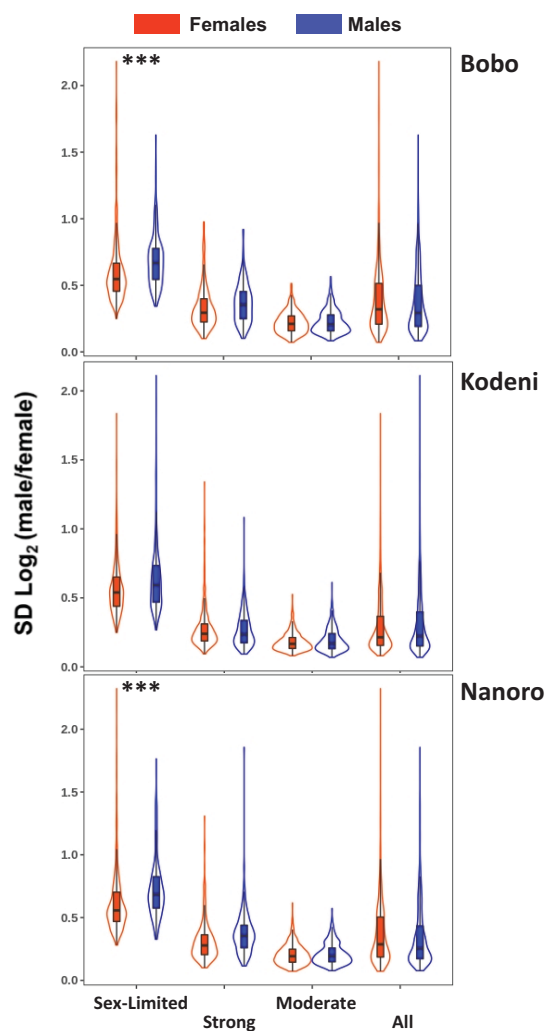 Females Males
*** Bobo
2.0
1.5
1.0
0.5
0.0
Kodeni
2.0
1.5
1.0
0.5
0.0
*** Nanoro
2.0
1.5
1.0
0.5
0.0
SD Log₂ (male/female)
Sex-Limited Moderate
Strong All